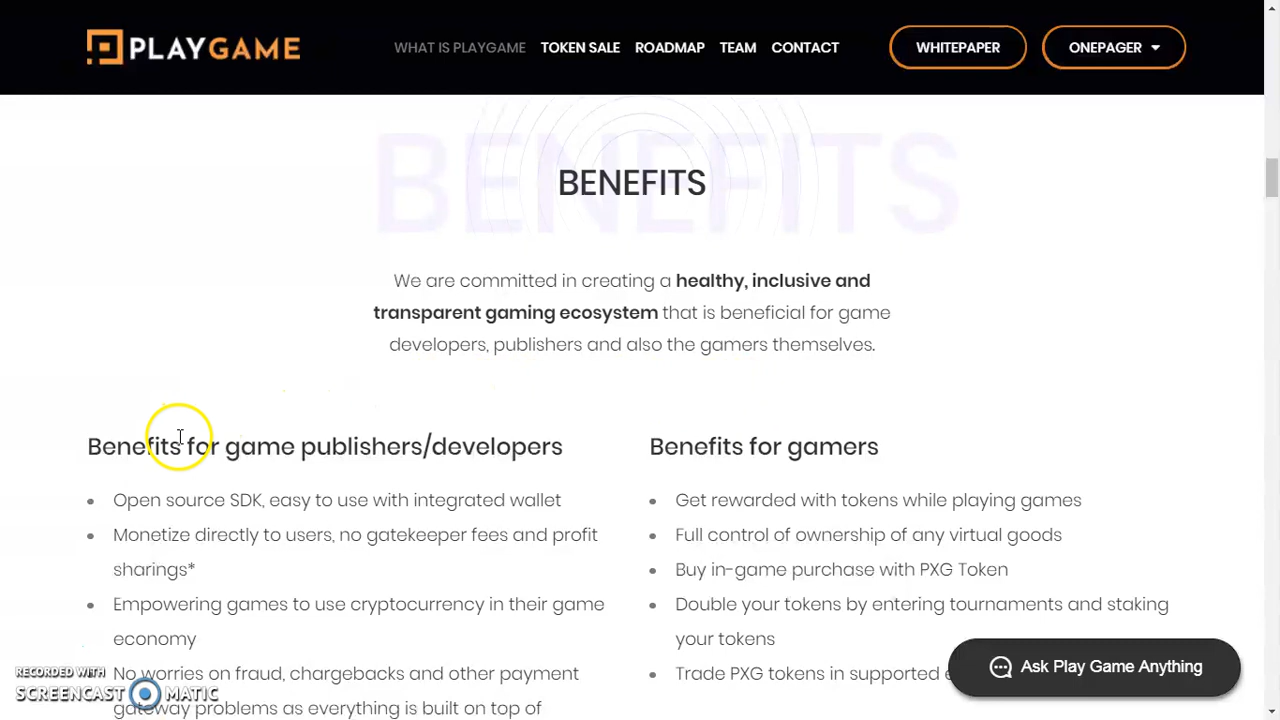 PLAYGAME
WHAT IS PLAYGAME TOKEN SALE ROADMAP TEAM CONTACT WHITEPAPER ONEPAGER
BENEFITS
BENEFITS
We are committed in creating a healthy, inclusive and
transparent gaming ecosystem that is beneficial for game
developers, publishers and also the gamers themselves.
Benefits for game publishers/developers
Open source SDK, easy to use with integrated wallet
Monetize directly to users, no gatekeeper fees and profit
sharings*
Empowering games to use cryptocurrency in their game
economy
No worries on fraud, chargebacks and other payment
gateway problems as everything is built on top of
Benefits for gamers
Get rewarded with tokens while playing games
Full control of ownership of any virtual goods
Buy in-game purchase with PXG Token
Double your tokens by entering tournaments and staking
your tokens
Trade PXG tokens in supported
Ask Play Game Anything
RECORDED WITH
SCREENCAST MATIC